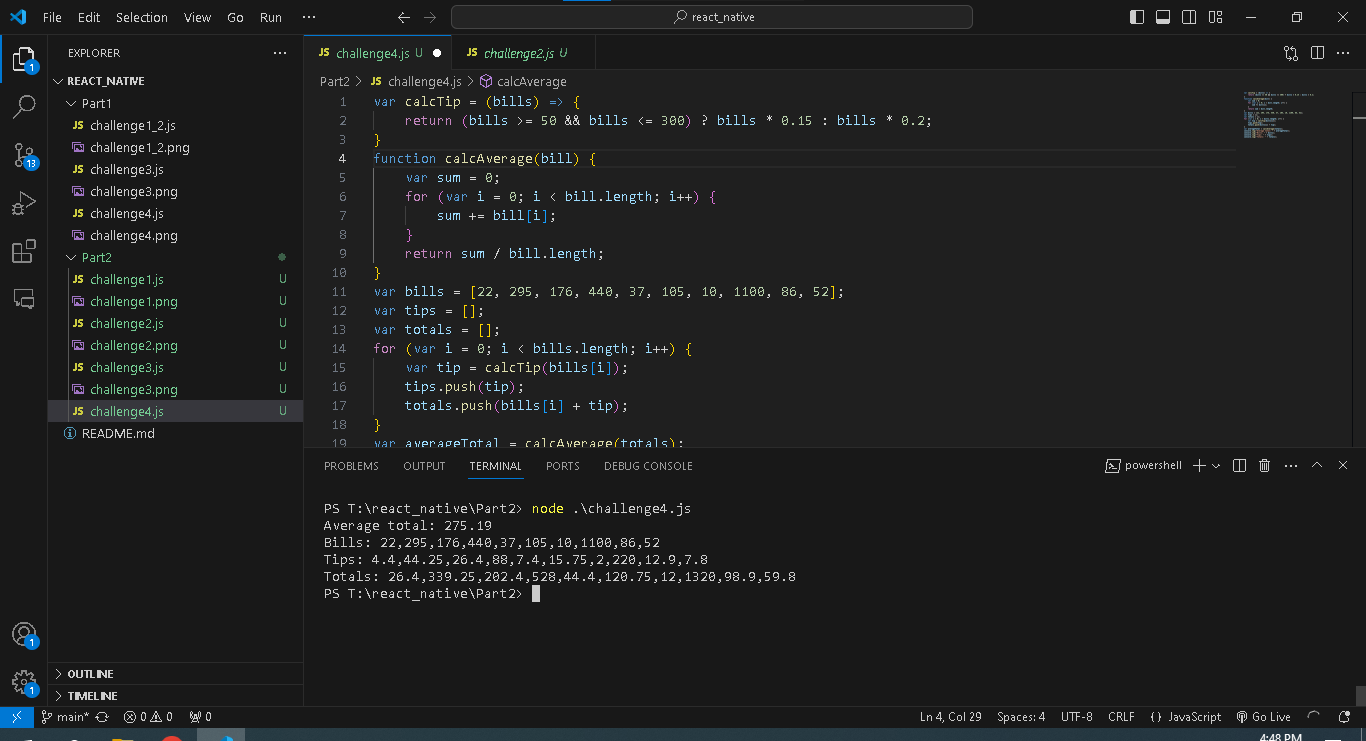 File Edit Selection View Go Run ··· react_native
EXPLORER ···
REACT_NATIVE
Part1
JS challenge1_2.js
challenge1_2.png
JS challenge3.js
challenge3.png
JS challenge4.js
challenge4.png
Part2
JS challenge1.js U
challenge1.png U
JS challenge2.js U
challenge2.png U
JS challenge3.js U
challenge3.png U
JS challenge4.js U
README.md
OUTLINE
TIMELINE
1
13
1
1
JS challenge4.js U JS challenge2.js U
Part2 > JS challenge4.js > calcAverage
1 var calcTip = (bills) => {
2 return (bills >= 50 && bills <= 300) ? bills * 0.15 : bills * 0.2;
3 }
4 function calcAverage(bill) {
5 var sum = 0;
6 for (var i = 0; i < bill.length; i++) {
7 sum += bill[i];
8 }
9 return sum / bill.length;
10 }
11 var bills = [22, 295, 176, 440, 37, 105, 10, 1100, 86, 52];
12 var tips = [];
13 var totals = [];
14 for (var i = 0; i < bills.length; i++) {
15 var tip = calcTip(bills[i]);
16 tips.push(tip);
17 totals.push(bills[i] + tip);
18 }
19 var averageTotal = calcAverage(totals);
PROBLEMS OUTPUT TERMINAL PORTS DEBUG CONSOLE powershell
PS T:\react_native\Part2> node .\challenge4.js
Average total: 275.19
Bills: 22,295,176,440,37,105,10,1100,86,52
Tips: 4.4,44.25,26.4,88,7.4,15.75,2,220,12.9,7.8
Totals: 26.4,339.25,202.4,528,44.4,120.75,12,1320,98.9,59.8
PS T:\react_native\Part2>
main* 0 0 0 Ln 4, Col 29 Spaces: 4 UTF-8 CRLF {} JavaScript Go Live
4:48 PM